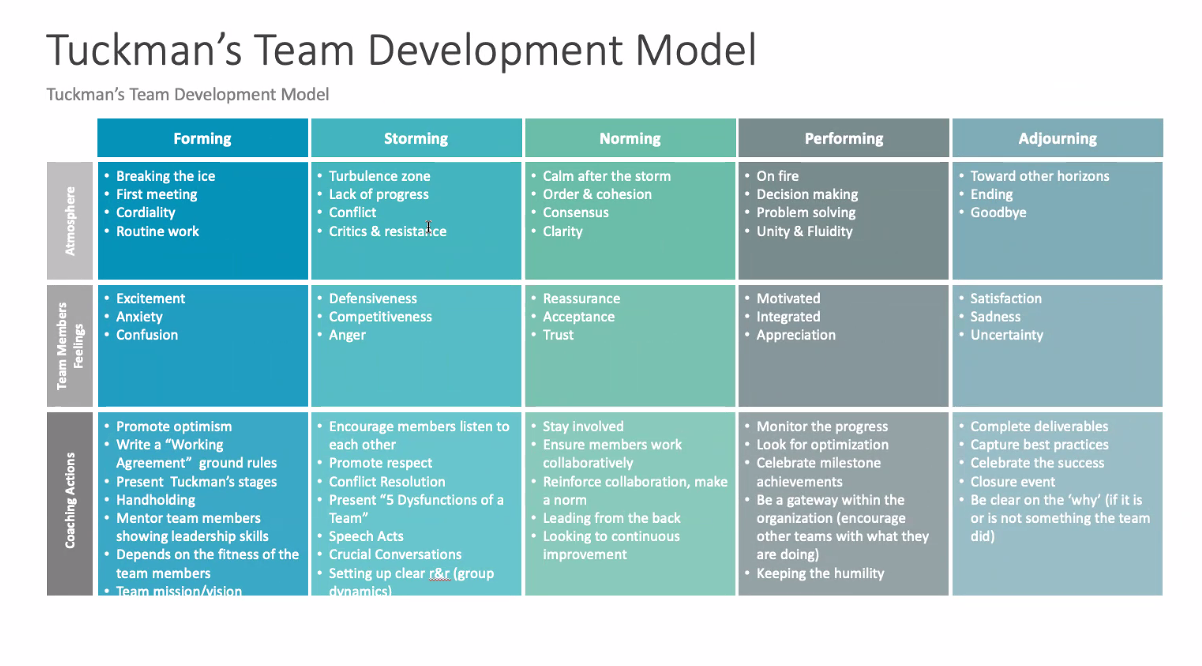 Tuckman's Team Development Model
Tuckman's Team Development Model
Forming
Storming
Norming
Performing
Adjourning
Atmosphere
• Breaking the ice
• First meeting
• Cordiality
• Routine work
• Turbulence zone
• Lack of progress
• Conflict
• Critics & resistance
• Calm after the storm
• Order & cohesion
• Consensus
• Clarity
• On fire
• Decision making
• Problem solving
• Unity & Fluidity
• Toward other horizons
• Ending
• Goodbye
Team Members
Feelings
• Excitement
• Anxiety
• Confusion
• Defensiveness
• Competitiveness
• Anger
• Reassurance
• Acceptance
• Trust
• Motivated
• Integrated
• Appreciation
• Satisfaction
• Sadness
• Uncertainty
Coaching Actions
• Promote optimism
• Write a “Working
Agreement” ground rules
• Present Tuckman's stages
• Handholding
• Mentor team members
showing leadership skills
• Depends on the fitness of the
team members
• Team mission/vision
• Encourage members listen to
each other
• Promote respect
• Conflict Resolution
• Present “5 Dysfunctions of a
Team”
• Speech Acts
• Crucial Conversations
• Setting up clear r&r (group
dynamics)
• Stay involved
• Ensure members work
collaboratively
• Reinforce collaboration, make
a norm
• Leading from the back
• Looking to continuous
improvement
• Monitor the progress
• Look for optimization
• Celebrate milestone
achievements
• Be a gateway within the
organization (encourage
other teams with what they
are doing)
• Keeping the humility
• Complete deliverables
• Capture best practices
• Celebrate the success
• Closure event
• Be clear on the ‘why’ (if it is
or is not something the team
did)